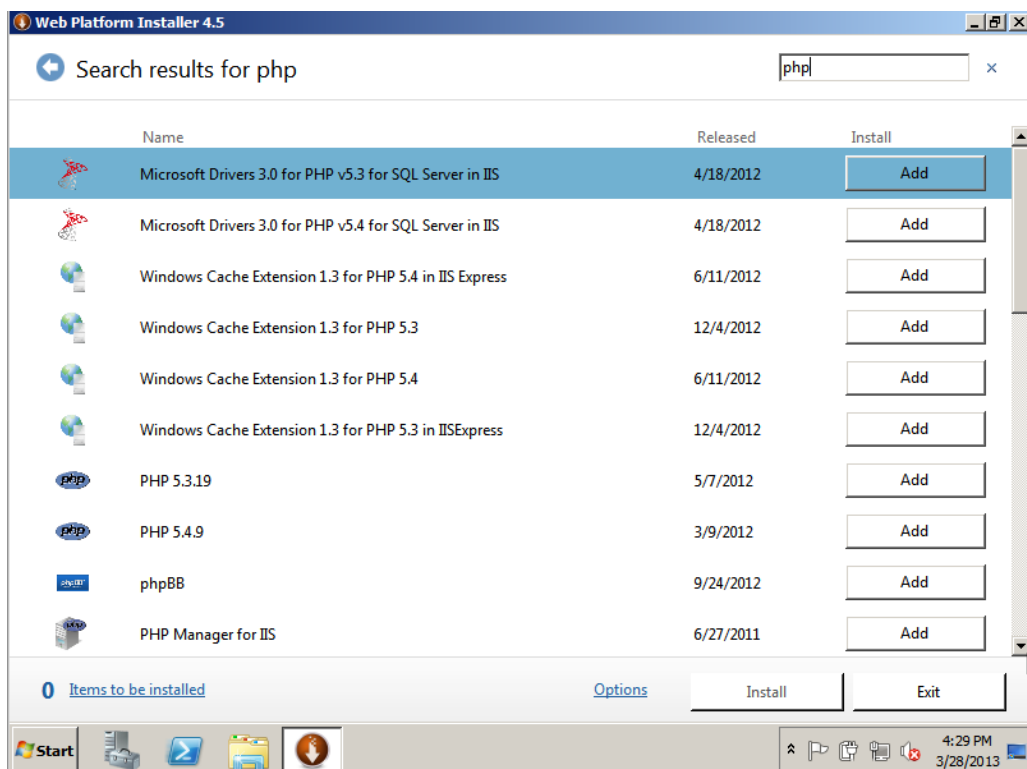 Web Platform Installer 4.5
Search results for php
php
Name Released Install
Microsoft Drivers 3.0 for PHP v5.3 for SQL Server in IIS 4/18/2012 Add
Microsoft Drivers 3.0 for PHP v5.4 for SQL Server in IIS 4/18/2012 Add
Windows Cache Extension 1.3 for PHP 5.4 in IIS Express 6/11/2012 Add
Windows Cache Extension 1.3 for PHP 5.3 12/4/2012 Add
Windows Cache Extension 1.3 for PHP 5.4 6/11/2012 Add
Windows Cache Extension 1.3 for PHP 5.3 in IISExpress 12/4/2012 Add
php PHP 5.3.19 5/7/2012 Add
php PHP 5.4.9 3/9/2012 Add
phpBB phpBB 9/24/2012 Add
php PHP Manager for IIS 6/27/2011 Add
0 Items to be installed Options Install Exit
Start 4:29 PM
3/28/2013